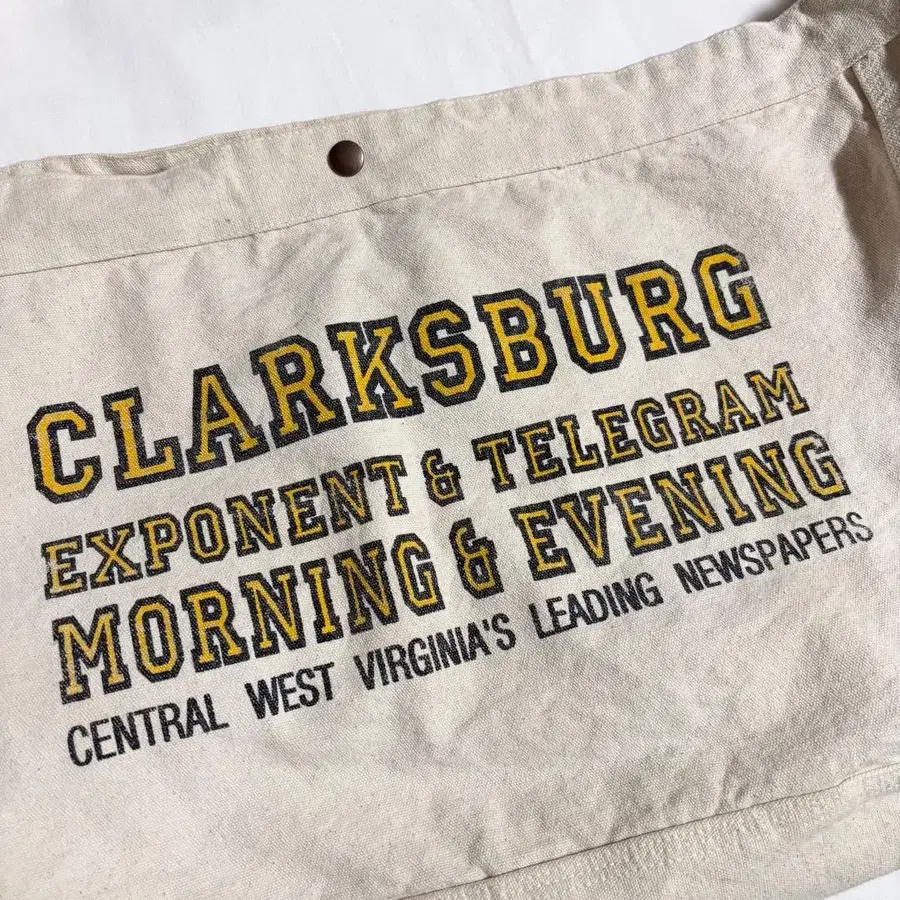 CLARKSBURG
EXPONENT & TELEGRAM
MORNING & EVENING
CENTRAL WEST VIRGINIA'S LEADING NEWSPAPERS